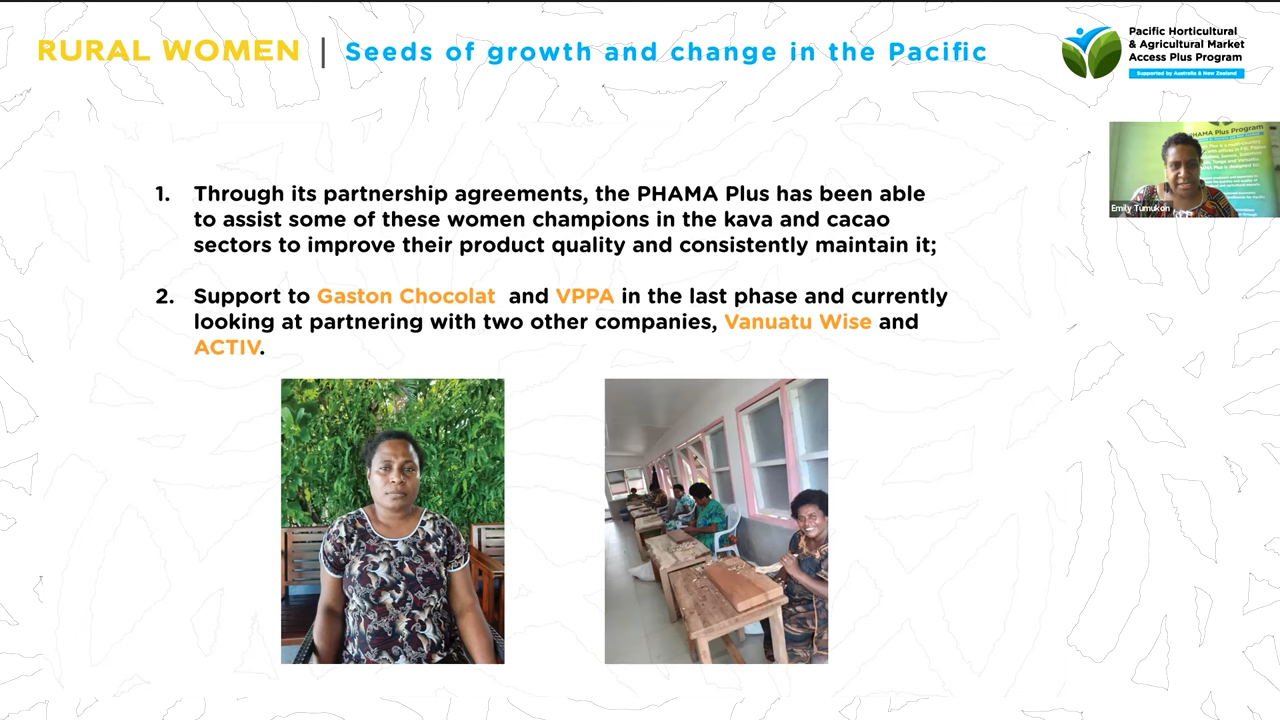 RURAL WOMEN | Seeds of growth and change in the Pacific
Pacific Horticultural
& Agricultural Market
Access Plus Program
Supported by Australia & New Zealand
PHAMA Plus Program
Emily Tumukon
1. Through its partnership agreements, the PHAMA Plus has been able
to assist some of these women champions in the kava and cacao
sectors to improve their product quality and consistently maintain it;
2. Support to Gaston Chocolat and VPPA in the last phase and currently
looking at partnering with two other companies, Vanuatu Wise and
ACTIV.